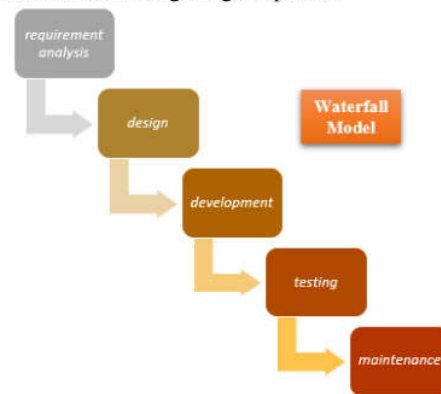 requirement
analysis
design
Waterfall
Model
development
testing
maintenance